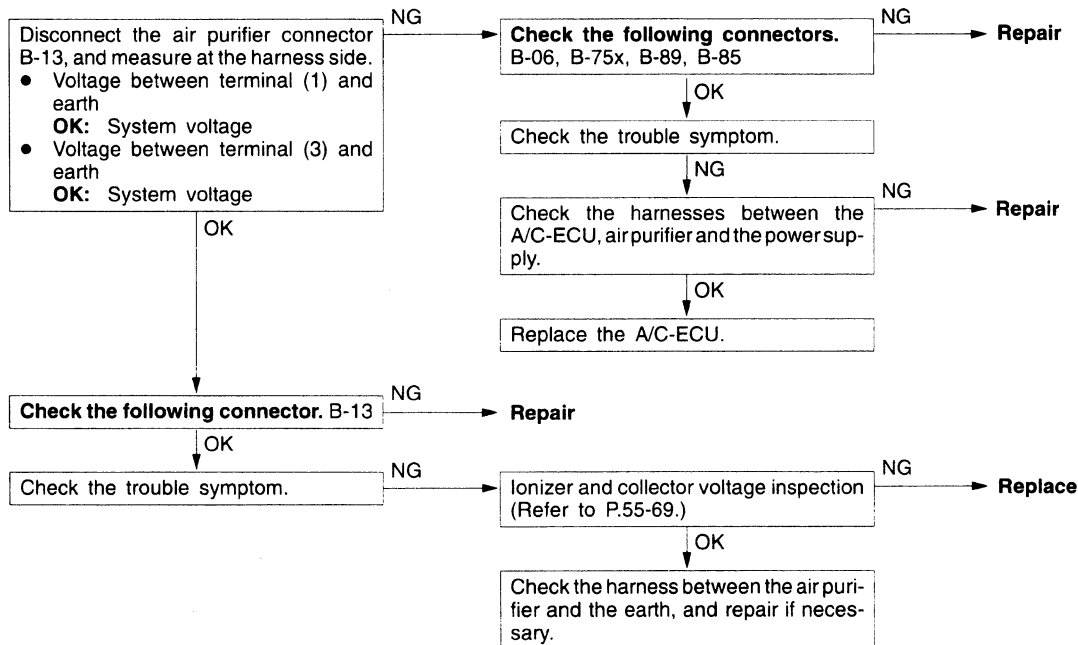 Disconnect the air purifier connector
B-13, and measure at the harness side.
● Voltage between terminal (1) and
earth
OK: System voltage
● Voltage between terminal (3) and
earth
OK: System voltage
NG
Check the following connectors.
B-06, B-75x, B-89, B-85
NG
Repair
OK
Check the trouble symptom.
NG
Check the harnesses between the
A/C-ECU, air purifier and the power sup-
ply.
NG
Repair
OK
Replace the A/C-ECU.
OK
Check the following connector. B-13
NG
Repair
OK
Check the trouble symptom.
NG
Ionizer and collector voltage inspection
(Refer to P.55-69.)
NG
Replace
OK
Check the harness between the air puri-
fier and the earth, and repair if neces-
sary.